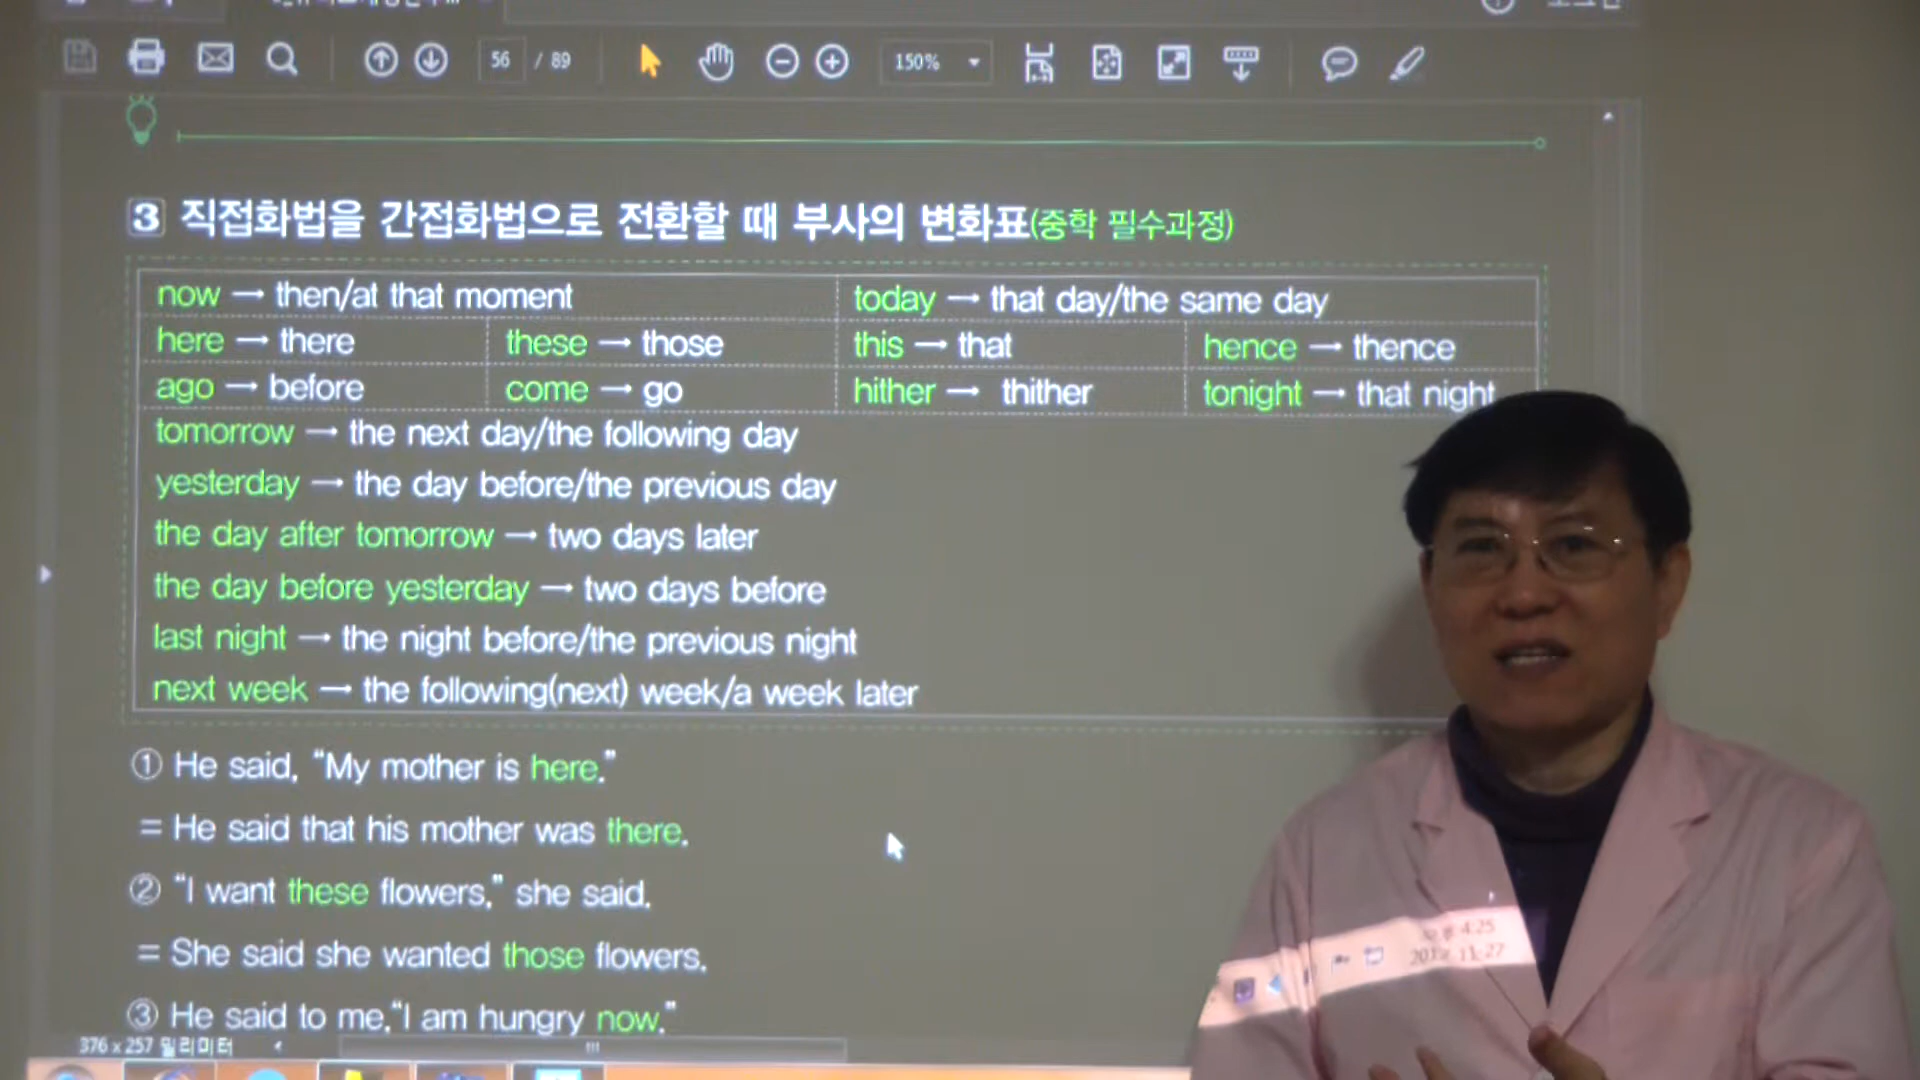 56 / 89
150%
3 직접화법을 간접화법으로 전환할 때 부사의 변화표(중학 필수과정)
now → then/at that moment today → that day/the same day
here → there these → those this → that hence → thence
ago → before come → go hither → thither tonight → that night
tomorrow → the next day/the following day
yesterday → the day before/the previous day
the day after tomorrow → two days later
the day before yesterday → two days before
last night → the night before/the previous night
next week → the following(next) week/a week later
① He said, “My mother is here.”
= He said that his mother was there.
② “I want these flowers,” she said.
= She said she wanted those flowers.
③ He said to me,“I am hungry now.”
376 x 257 밀리미터
오후 4:25
11-27